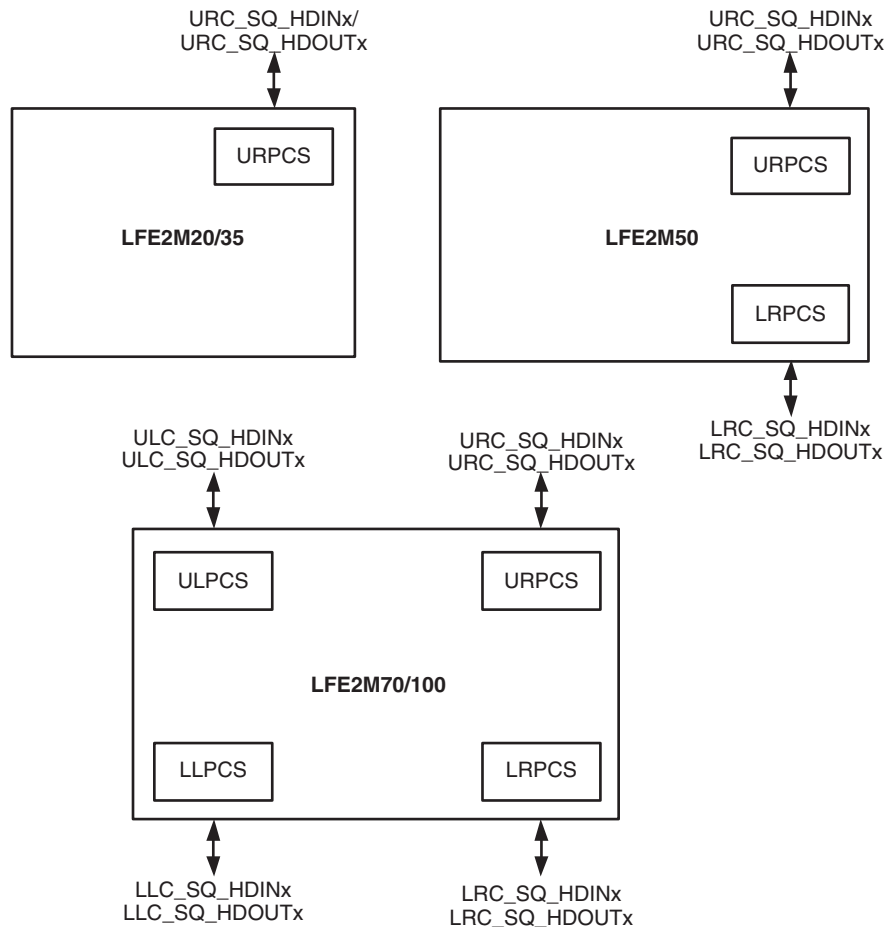 URC_SQ_HDINx/
URC_SQ_HDOUTx
URPCS
LFE2M20/35
URC_SQ_HDINx
URC_SQ_HDOUTx
URPCS
LFE2M50
LRPCS
LRC_SQ_HDINx
LRC_SQ_HDOUTx
ULC_SQ_HDINx
ULC_SQ_HDOUTx
URC_SQ_HDINx
URC_SQ_HDOUTx
ULPCS
URPCS
LFE2M70/100
LLPCS
LRPCS
LLC_SQ_HDINx
LLC_SQ_HDOUTx
LRC_SQ_HDINx
LRC_SQ_HDOUTx